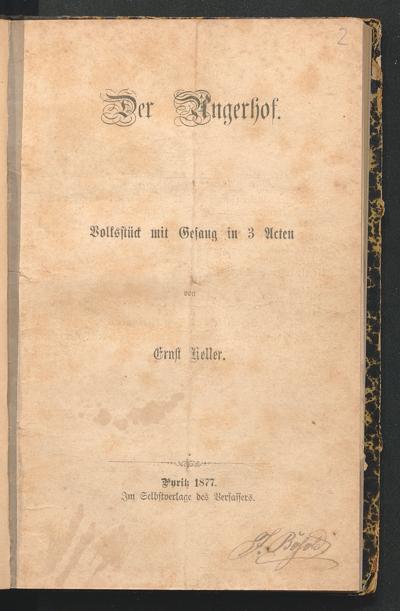 2
Der Angerhof.
Volksstück mit Gesang in 3 Acten
von
Ernst Keller.
Pyritz 1877.
Im Selbstverlage des Verfassers.